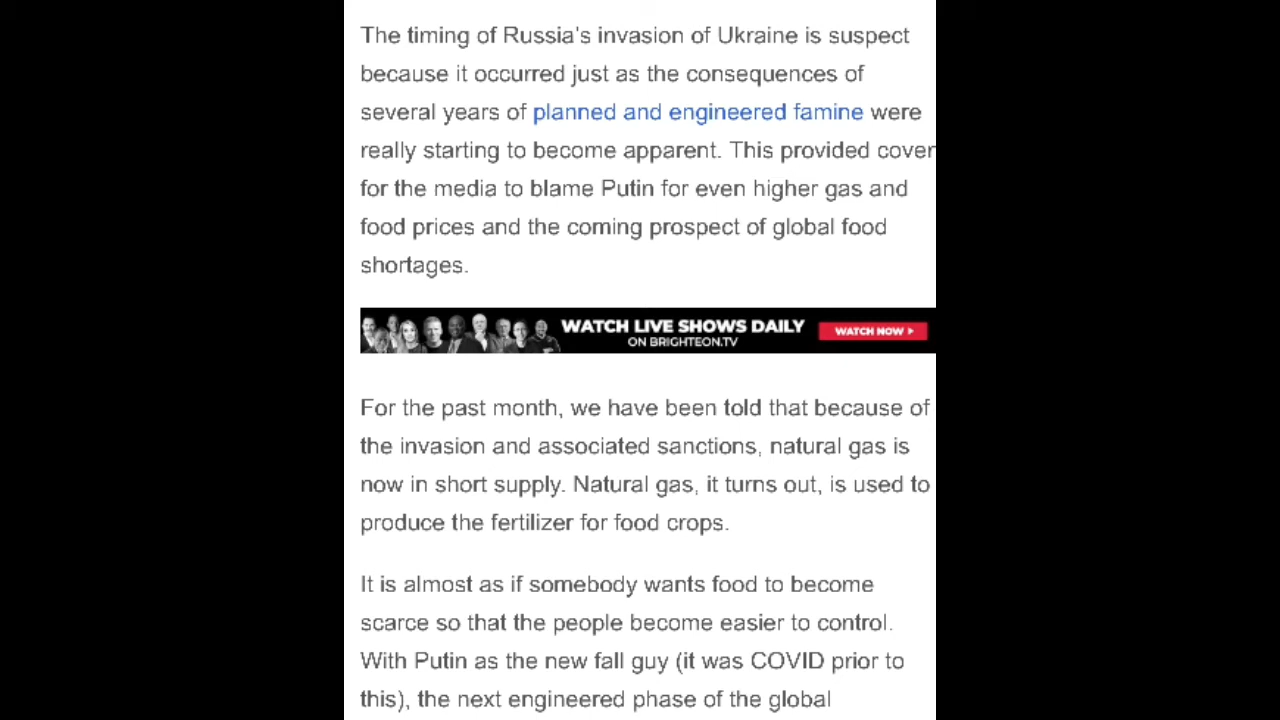 The timing of Russia's invasion of Ukraine is suspect
because it occurred just as the consequences of
several years of planned and engineered famine were
really starting to become apparent. This provided cover
for the media to blame Putin for even higher gas and
food prices and the coming prospect of global food
shortages.
WATCH LIVE SHOWS DAILY
ON BRIGHTEON.TV
WATCH NOW
For the past month, we have been told that because of
the invasion and associated sanctions, natural gas is
now in short supply. Natural gas, it turns out, is used to
produce the fertilizer for food crops.
It is almost as if somebody wants food to become
scarce so that the people become easier to control.
With Putin as the new fall guy (it was COVID prior to
this), the next engineered phase of the global